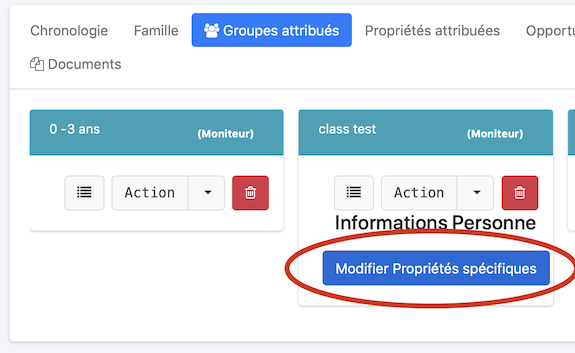 Chronologie Famille Groupes attribués Propriétés attribuées
Documents
0 -3 ans (Moniteur) class test (Moniteur)
Action Action
Informations Personne
Modifier Propriétés spécifiques